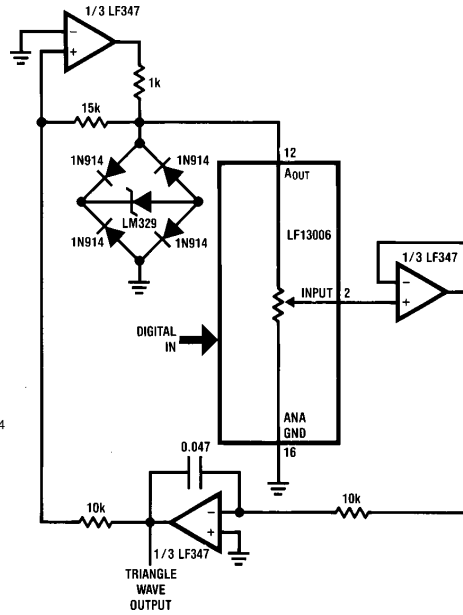 1/3 LF347
−
+
1k
15k
12
1N914
1N914
AOUT
LM329
LF13006
1N914
1N914
1/3 LF347
−
+
INPUT
2
DIGITAL
IN
ANA
GND
16
4
0.047
10k
−
+
10k
1/3 LF347
TRIANGLE
WAVE
OUTPUT